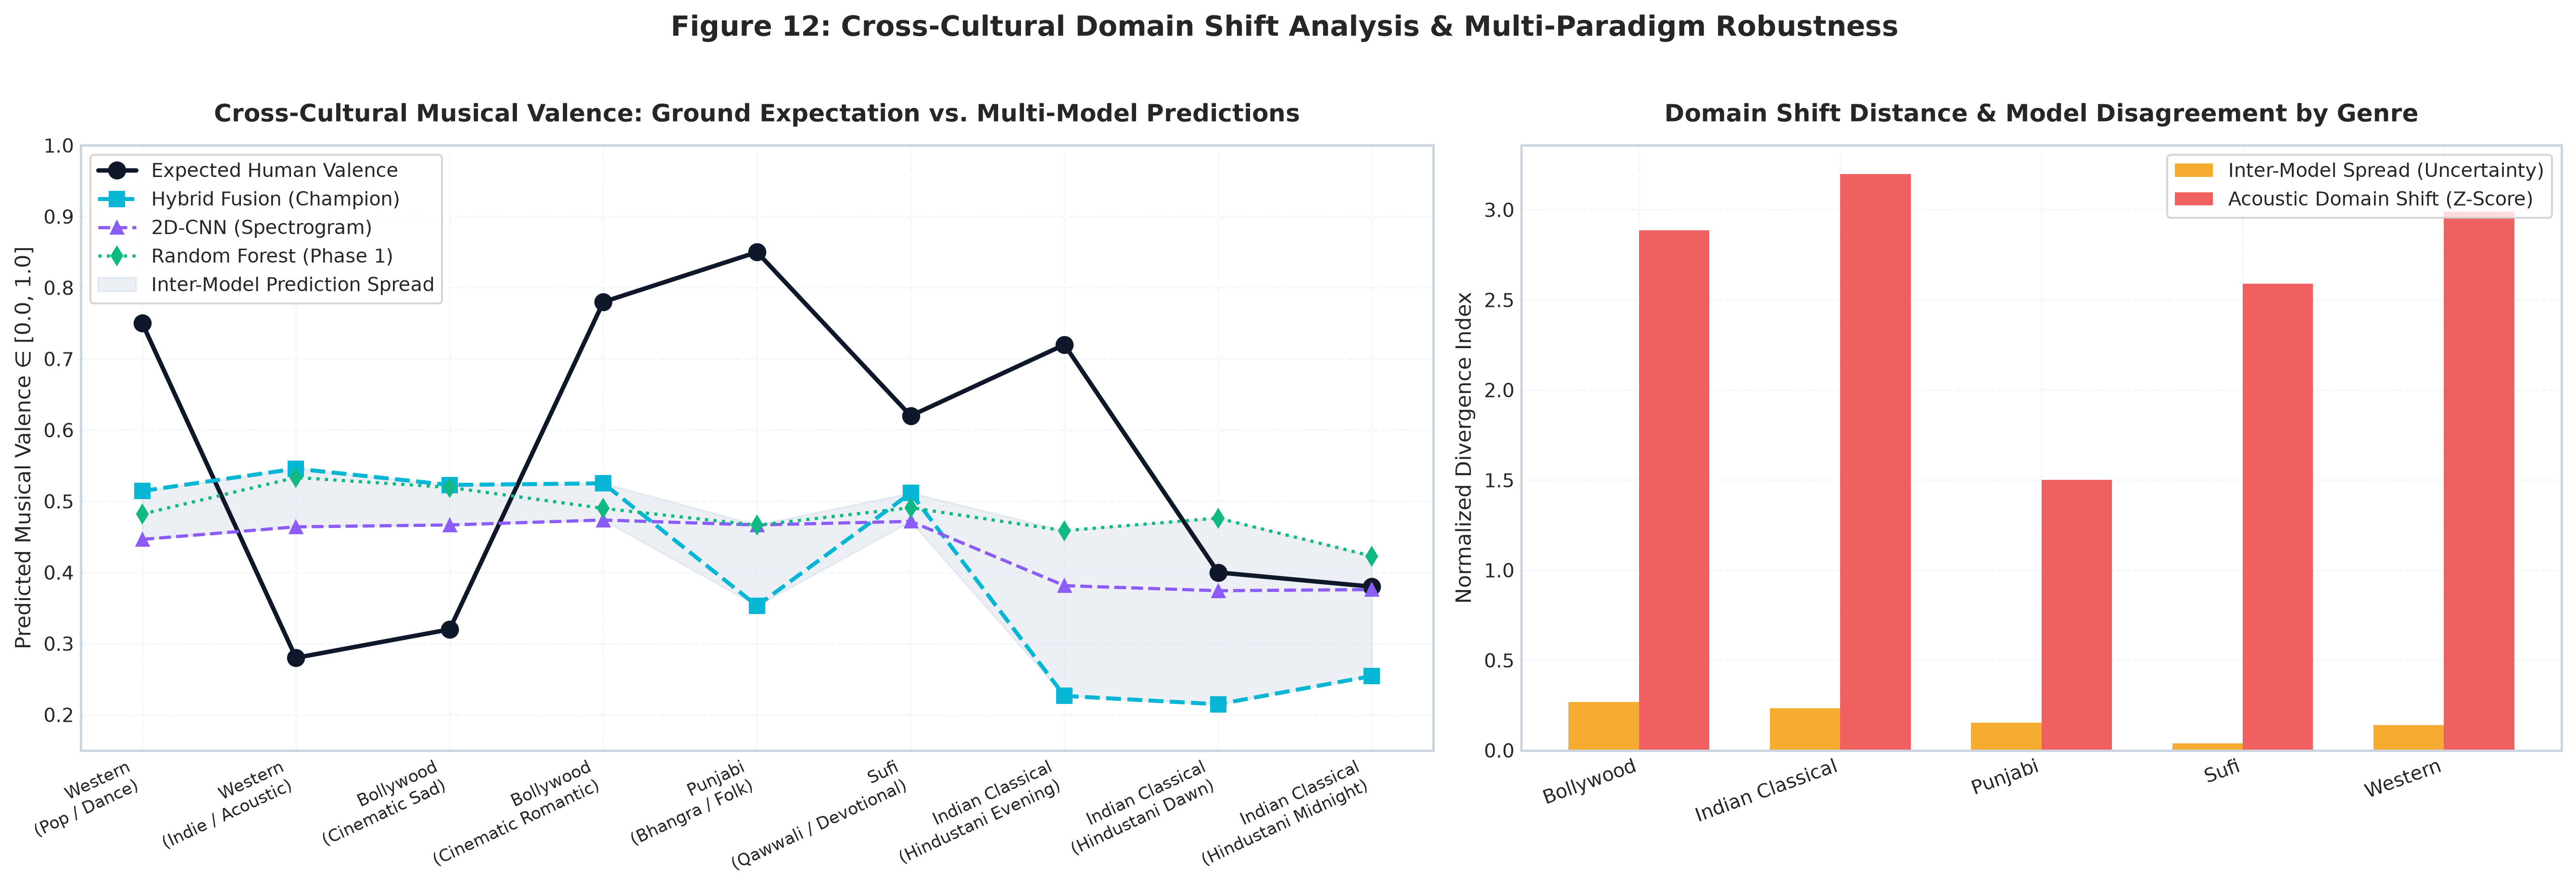 Figure 12: Cross-Cultural Domain Shift Analysis & Multi-Paradigm Robustness
Cross-Cultural Musical Valence: Ground Expectation vs. Multi-Model Predictions
Predicted Musical Valence ∈ [0.0, 1.0]
1.0
0.9
0.8
0.7
0.6
0.5
0.4
0.3
0.2
Expected Human Valence
Hybrid Fusion (Champion)
2D-CNN (Spectrogram)
Random Forest (Phase 1)
Inter-Model Prediction Spread
Western
(Pop / Dance)
Western
(Indie / Acoustic)
Bollywood
(Cinematic Sad)
Bollywood
(Cinematic Romantic)
Punjabi
(Bhangra / Folk)
Sufi
(Qawwali / Devotional)
Indian Classical
(Hindustani Evening)
Indian Classical
(Hindustani Dawn)
Indian Classical
(Hindustani Midnight)
Domain Shift Distance & Model Disagreement by Genre
Normalized Divergence Index
3.0
2.5
2.0
1.5
1.0
0.5
0.0
Inter-Model Spread (Uncertainty)
Acoustic Domain Shift (Z-Score)
Bollywood
Indian Classical
Punjabi
Sufi
Western